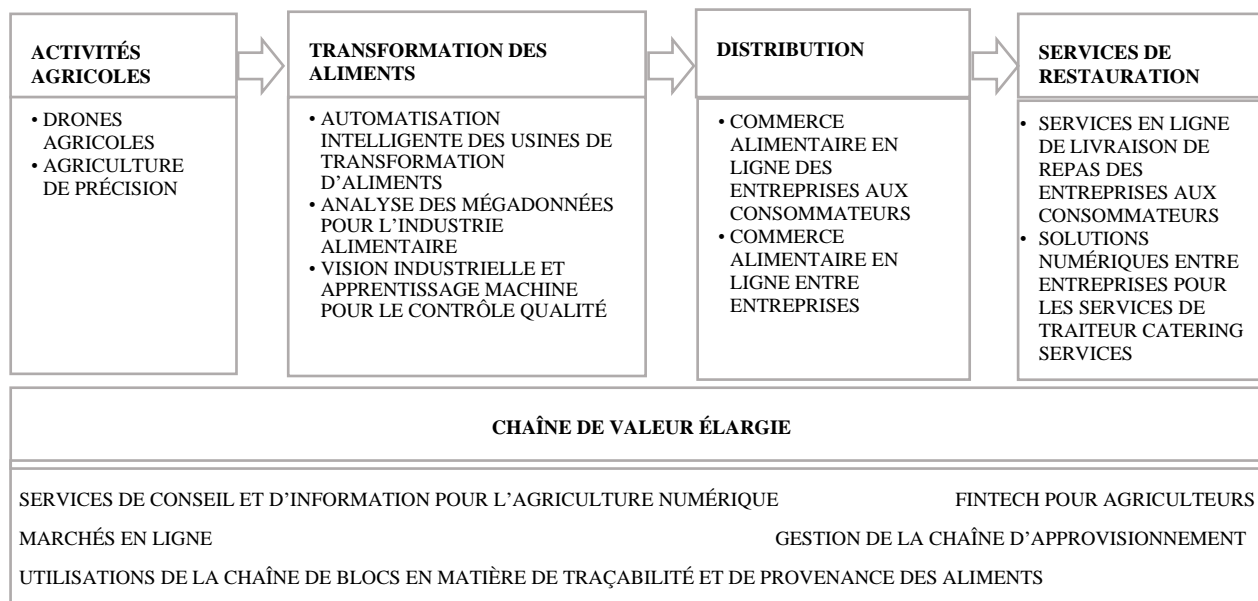 ACTIVITÉS
AGRICOLES
• DRONES
AGRICOLES
• AGRICULTURE
DE PRÉCISION
TRANSFORMATION DES
ALIMENTS
• AUTOMATISATION
INTELLIGENTE DES USINES DE
TRANSFORMATION
D’ALIMENTS
• ANALYSE DES MÉGADONNÉES
POUR L’INDUSTRIE
ALIMENTAIRE
• VISION INDUSTRIELLE ET
APPRENTISSAGE MACHINE
POUR LE CONTRÔLE QUALITÉ
DISTRIBUTION
• COMMERCE
ALIMENTAIRE EN
LIGNE DES
ENTREPRISES AUX
CONSOMMATEURS
• COMMERCE
ALIMENTAIRE EN
LIGNE ENTRE
ENTREPRISES
SERVICES DE
RESTAURATION
• SERVICES EN LIGNE
DE LIVRAISON DE
REPAS DES
ENTREPRISES AUX
CONSOMMATEURS
• SOLUTIONS
NUMÉRIQUES ENTRE
ENTREPRISES POUR
LES SERVICES DE
TRAITEUR CATERING
SERVICES
CHAÎNE DE VALEUR ÉLARGIE
SERVICES DE CONSEIL ET D’INFORMATION POUR L’AGRICULTURE NUMÉRIQUE FINTECH POUR AGRICULTEURS
MARCHÉS EN LIGNE GESTION DE LA CHAÎNE D’APPROVISIONNEMENT
UTILISATIONS DE LA CHAÎNE DE BLOCS EN MATIÈRE DE TRAÇABILITÉ ET DE PROVENANCE DES ALIMENTS